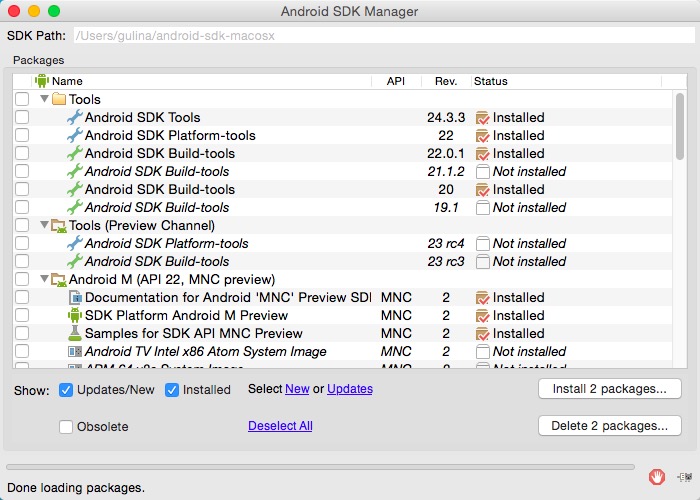 Android SDK Manager
SDK Path: /Users/gulina/android-sdk-macosx
Packages
Name API Rev. Status
Tools
Android SDK Tools 24.3.3 Installed
Android SDK Platform-tools 22 Installed
Android SDK Build-tools 22.0.1 Installed
Android SDK Build-tools 21.1.2 Not installed
Android SDK Build-tools 20 Installed
Android SDK Build-tools 19.1 Not installed
Tools (Preview Channel)
Android SDK Platform-tools 23 rc4 Not installed
Android SDK Build-tools 23 rc3 Not installed
Android M (API 22, MNC preview)
Documentation for Android 'MNC' Preview SDI MNC 2 Installed
SDK Platform Android M Preview MNC 2 Installed
Samples for SDK API MNC Preview MNC 2 Installed
Android TV Intel x86 Atom System Image MNC 2 Not installed
ARM 64 v8a System Image MNC 2 Not installed
Show: Updates/New Installed Select New or Updates Install 2 packages...
Obsolete Deselect All Delete 2 packages...
Done loading packages.